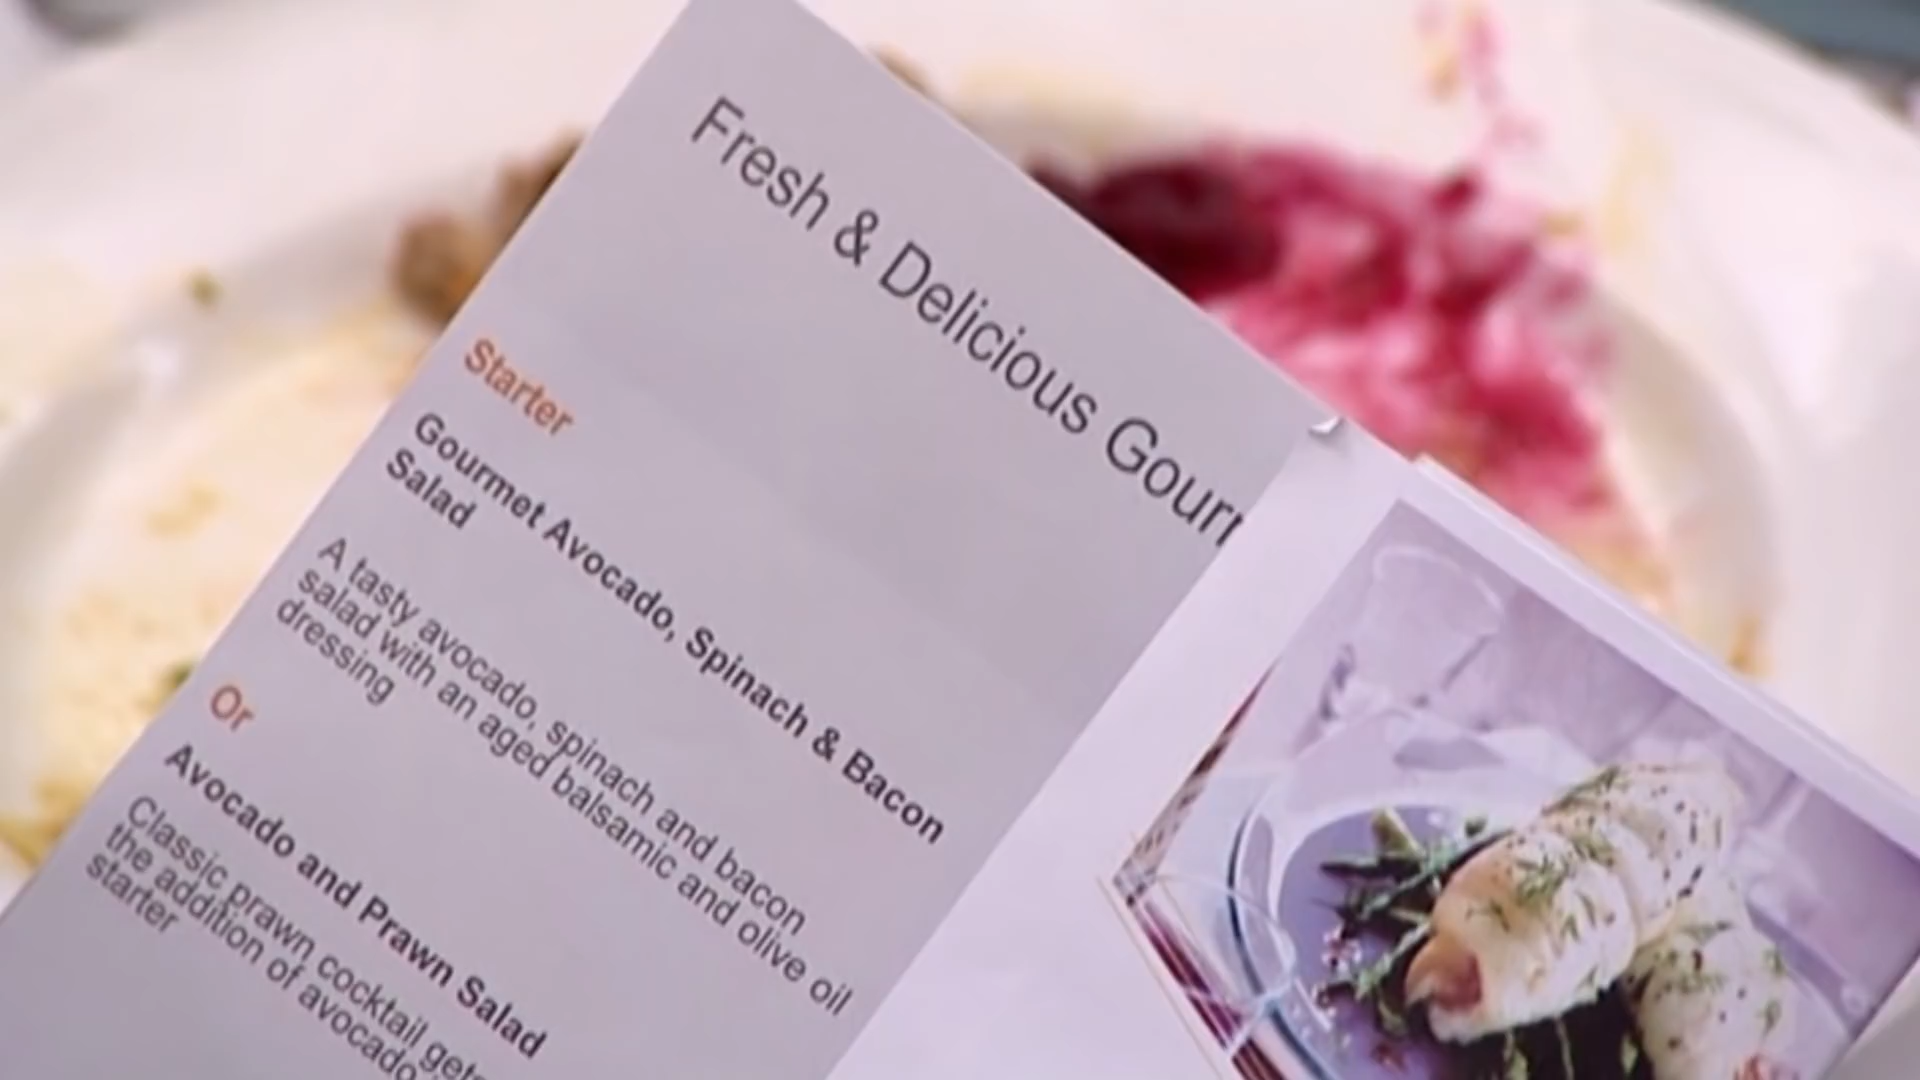 Fresh & Delicious
Starter
Gourmet Avocado, Spinach & Bacon
Salad
A tasty avocado, spinach and bacon
salad with an aged balsamic and olive oil
dressing
Or
Avocado and Prawn Salad
Classic prawn cocktail gets
the addition of avocado
starter